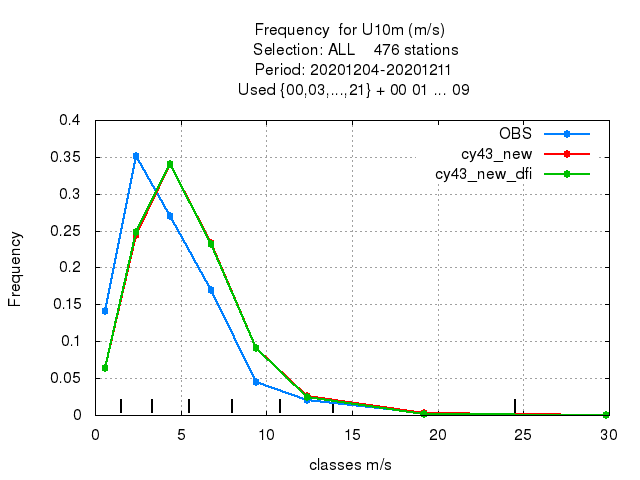 Frequency  for U10m (m/s)
Selection: ALL    476 stations
Period: 20201204-20201211
Used {00,03,...,21} + 00 01 ... 09
OBS
cy43_new
cy43_new_dfi
Frequency
0.4
0.35
0.3
0.25
0.2
0.15
0.1
0.05
0
0 5 10 15 20 25 30
classes m/s